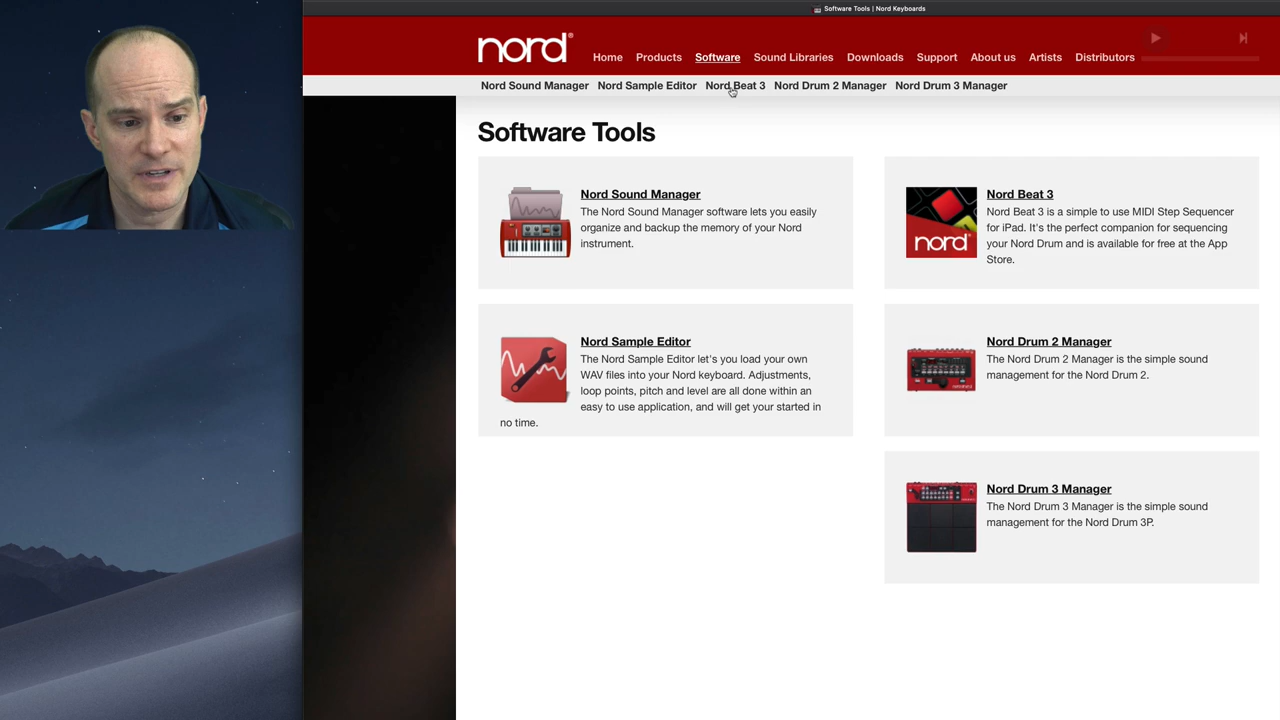 Software Tools | Nord Keyboards
nord®
Home Products Software Sound Libraries Downloads Support About us Artists Distributors
Nord Sound Manager Nord Sample Editor Nord Beat 3 Nord Drum 2 Manager Nord Drum 3 Manager
Software Tools
Nord Sound Manager
The Nord Sound Manager software lets you easily
organize and backup the memory of your Nord
instrument.
nord
Nord Beat 3
Nord Beat 3 is a simple to use MIDI Step Sequencer
for iPad. It's the perfect companion for sequencing
your Nord Drum and is available for free at the App
Store.
Nord Sample Editor
The Nord Sample Editor let's you load your own
WAV files into your Nord keyboard. Adjustments,
loop points, pitch and level are all done within an
easy to use application, and will get your started in
no time.
Nord Drum 2 Manager
The Nord Drum 2 Manager is the simple sound
management for the Nord Drum 2.
Nord Drum 3 Manager
The Nord Drum 3 Manager is the simple sound
management for the Nord Drum 3P.